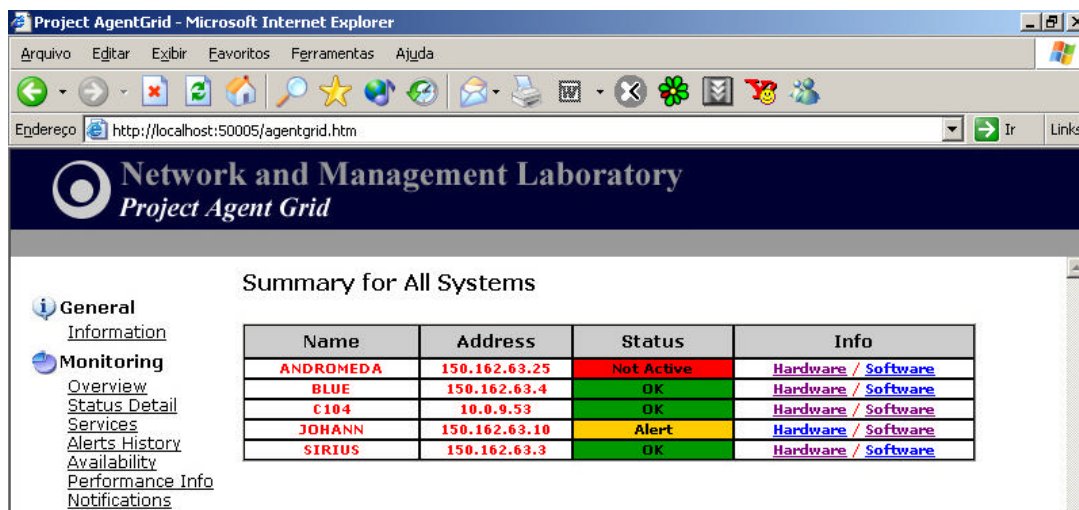 Project AgentGrid - Microsoft Internet Explorer
Arquivo Editar Exibir Favoritos Ferramentas Ajuda
Endereço http://localhost:50005/agentgrid.htm Ir Links
Network and Management Laboratory
Project Agent Grid
Summary for All Systems
General
Information
Monitoring
Overview
Status Detail
Services
Alerts History
Availability
Performance Info
Notifications
Name Address Status Info
ANDROMEDA 150.162.63.25 Not Active Hardware / Software
BLUE 150.162.63.4 OK Hardware / Software
C104 10.0.9.53 OK Hardware / Software
JOHANN 150.162.63.10 Alert Hardware / Software
SIRIUS 150.162.63.3 OK Hardware / Software